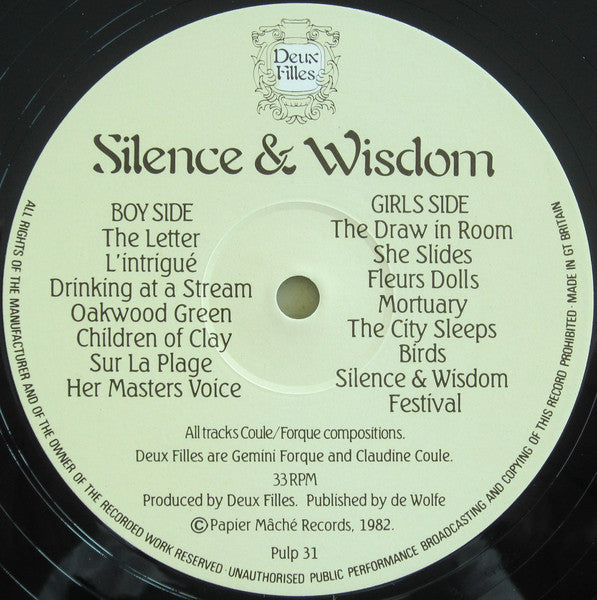 Deux
Filles
Silence & Wisdom
BOY SIDE
The Letter
L'intrigué
Drinking at a Stream
Oakwood Green
Children of Clay
Sur La Plage
Her Masters Voice
GIRLS SIDE
The Draw in Room
She Slides
Fleurs Dolls
Mortuary
The City Sleeps
Birds
Silence & Wisdom
Festival
All tracks Coule/Forque compositions.
Deux Filles are Gemini Forque and Claudine Coule.
33 RPM
Produced by Deux Filles. Published by de Wolfe
© Papier Mâché Records, 1982.
Pulp 31
ALL RIGHTS OF THE MANUFACTURER AND OF THE OWNER OF THE RECORDED WORK RESERVED · UNAUTHORISED PUBLIC PERFORMANCE BROADCASTING AND COPYING OF THIS RECORD PROHIBITED · MADE IN GT BRITAIN